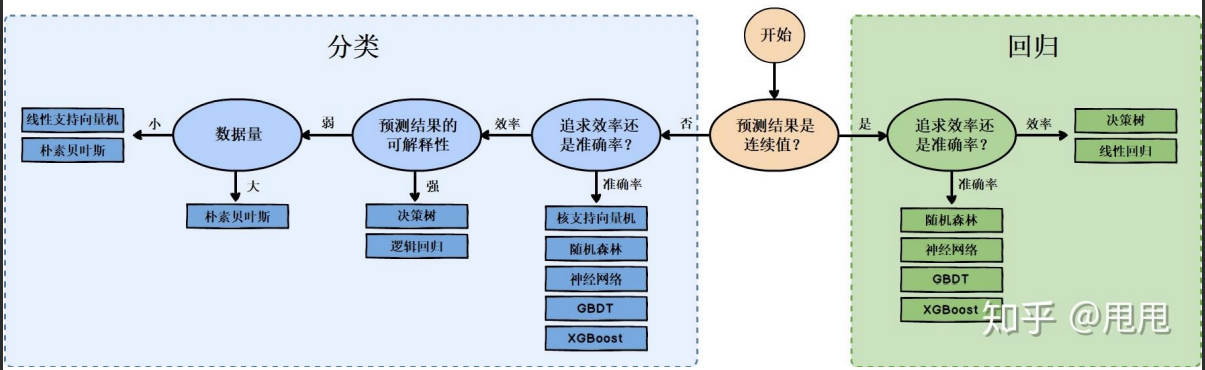 开始
分类
回归
预测结果是
连续值？
否
是
追求效率还
是准确率？
效率
准确率
核支持向量机
随机森林
神经网络
GBDT
XGBoost
预测结果的
可解释性
弱
强
决策树
逻辑回归
数据量
小
大
线性支持向量机
朴素贝叶斯
朴素贝叶斯
追求效率还
是准确率？
效率
决策树
线性回归
准确率
随机森林
神经网络
GBDT
XGBoost
知乎 @甩甩